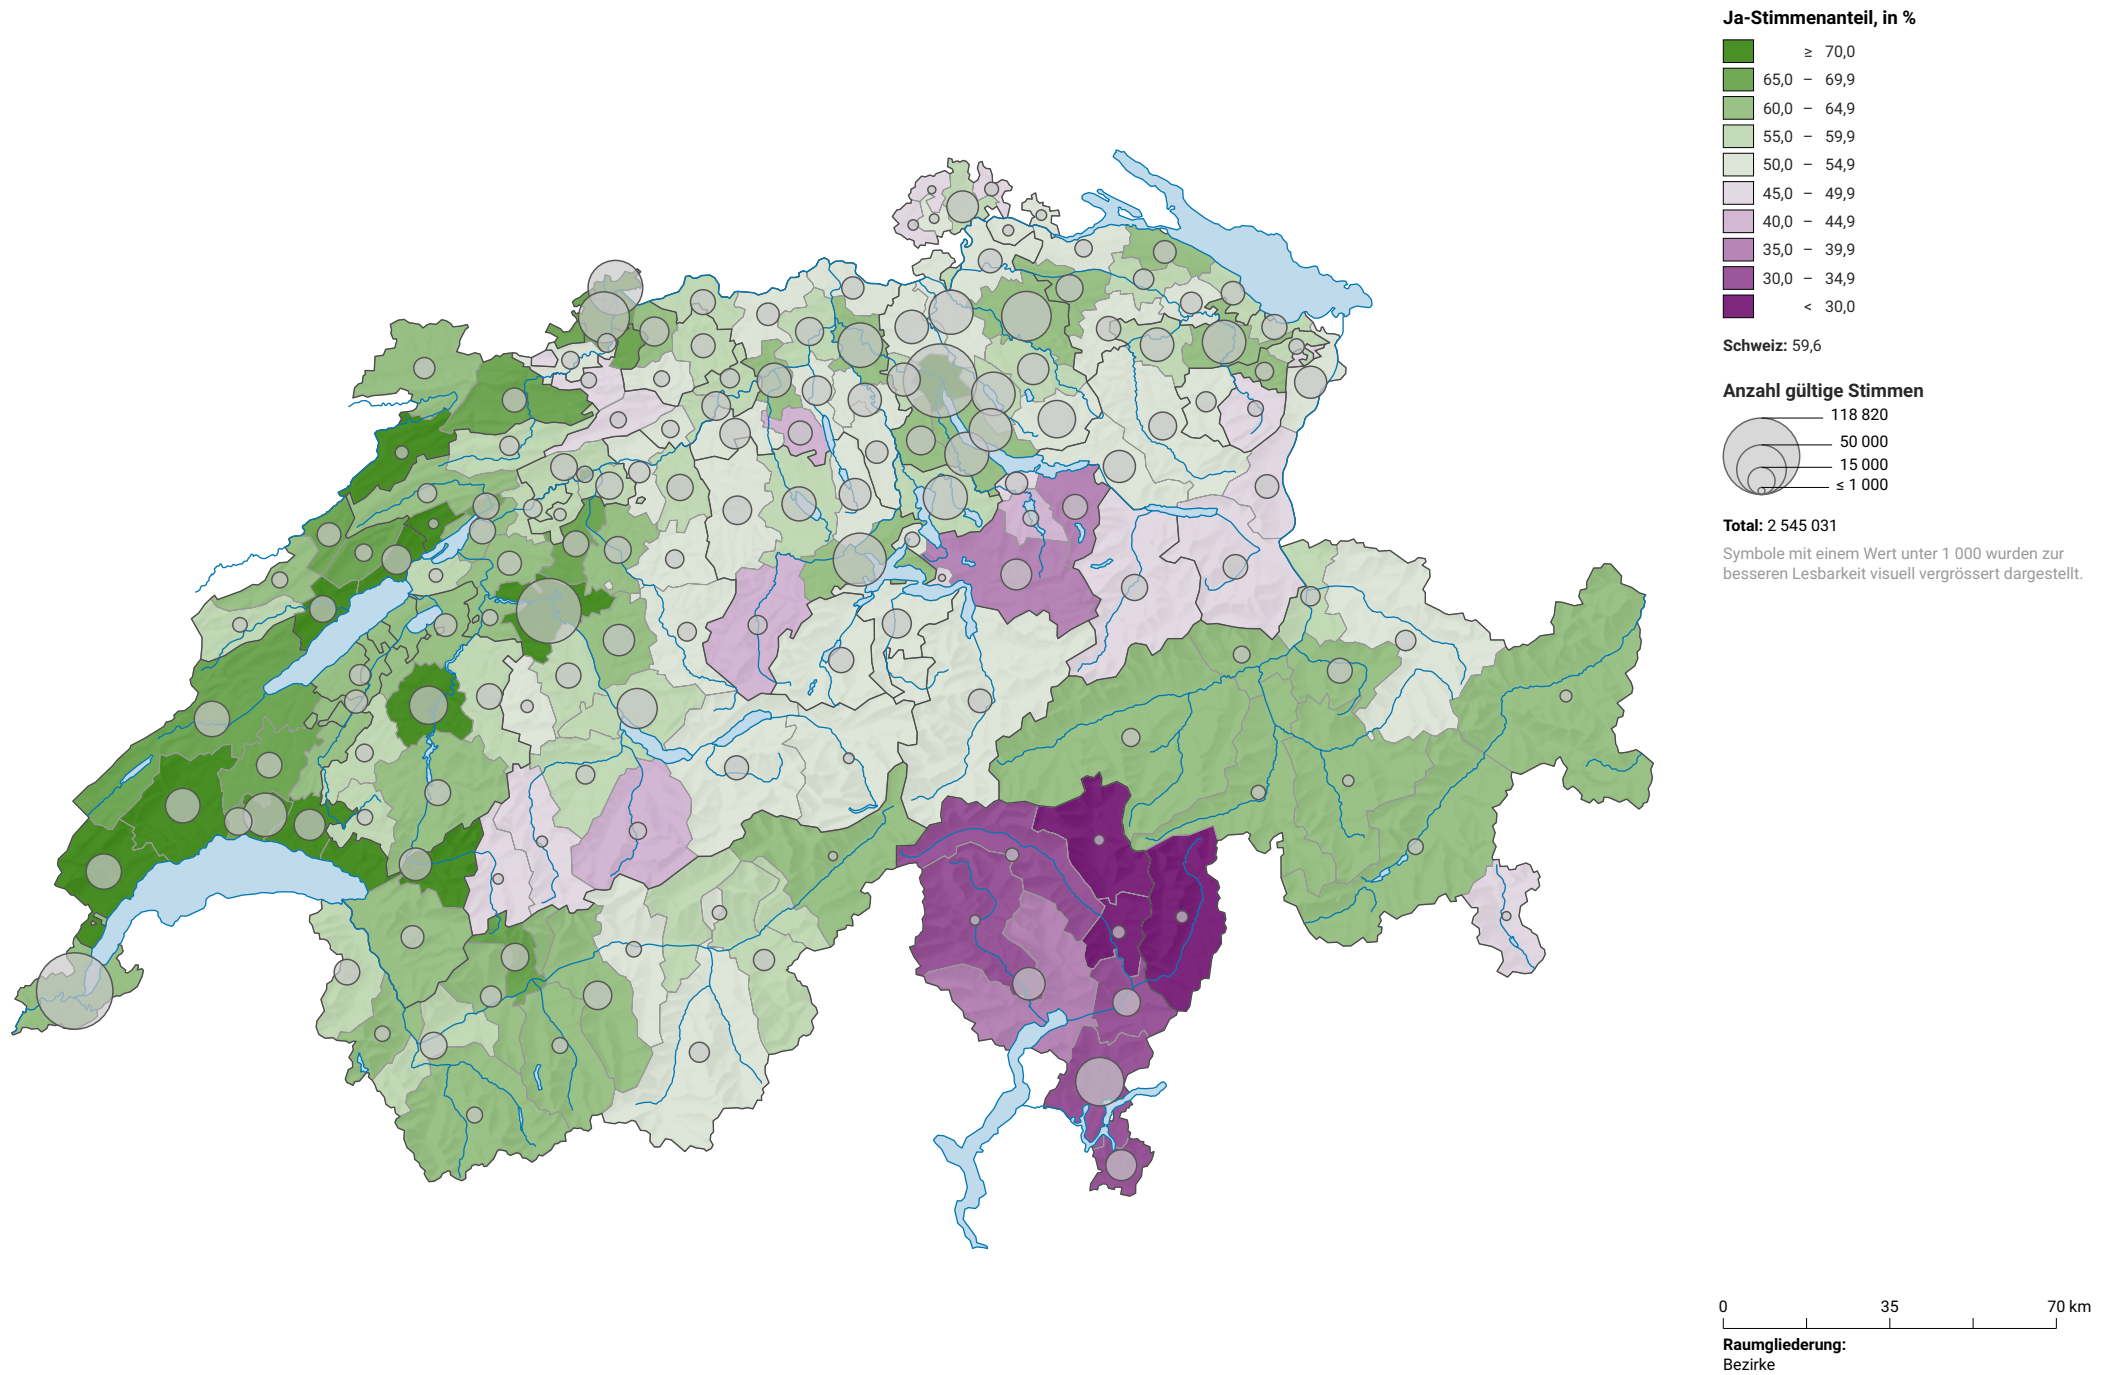 Ja-Stimmenanteil, in %
≥ 70,0
65,0 – 69,9
60,0 – 64,9
55,0 – 59,9
50,0 – 54,9
45,0 – 49,9
40,0 – 44,9
35,0 – 39,9
30,0 – 34,9
< 30,0
Schweiz: 59,6
Anzahl gültige Stimmen
118 820
50 000
15 000
≤ 1 000
Total: 2 545 031
Symbole mit einem Wert unter 1 000 wurden zur
besseren Lesbarkeit visuell vergrössert dargestellt.
0 35 70 km
Raumgliederung:
Bezirke